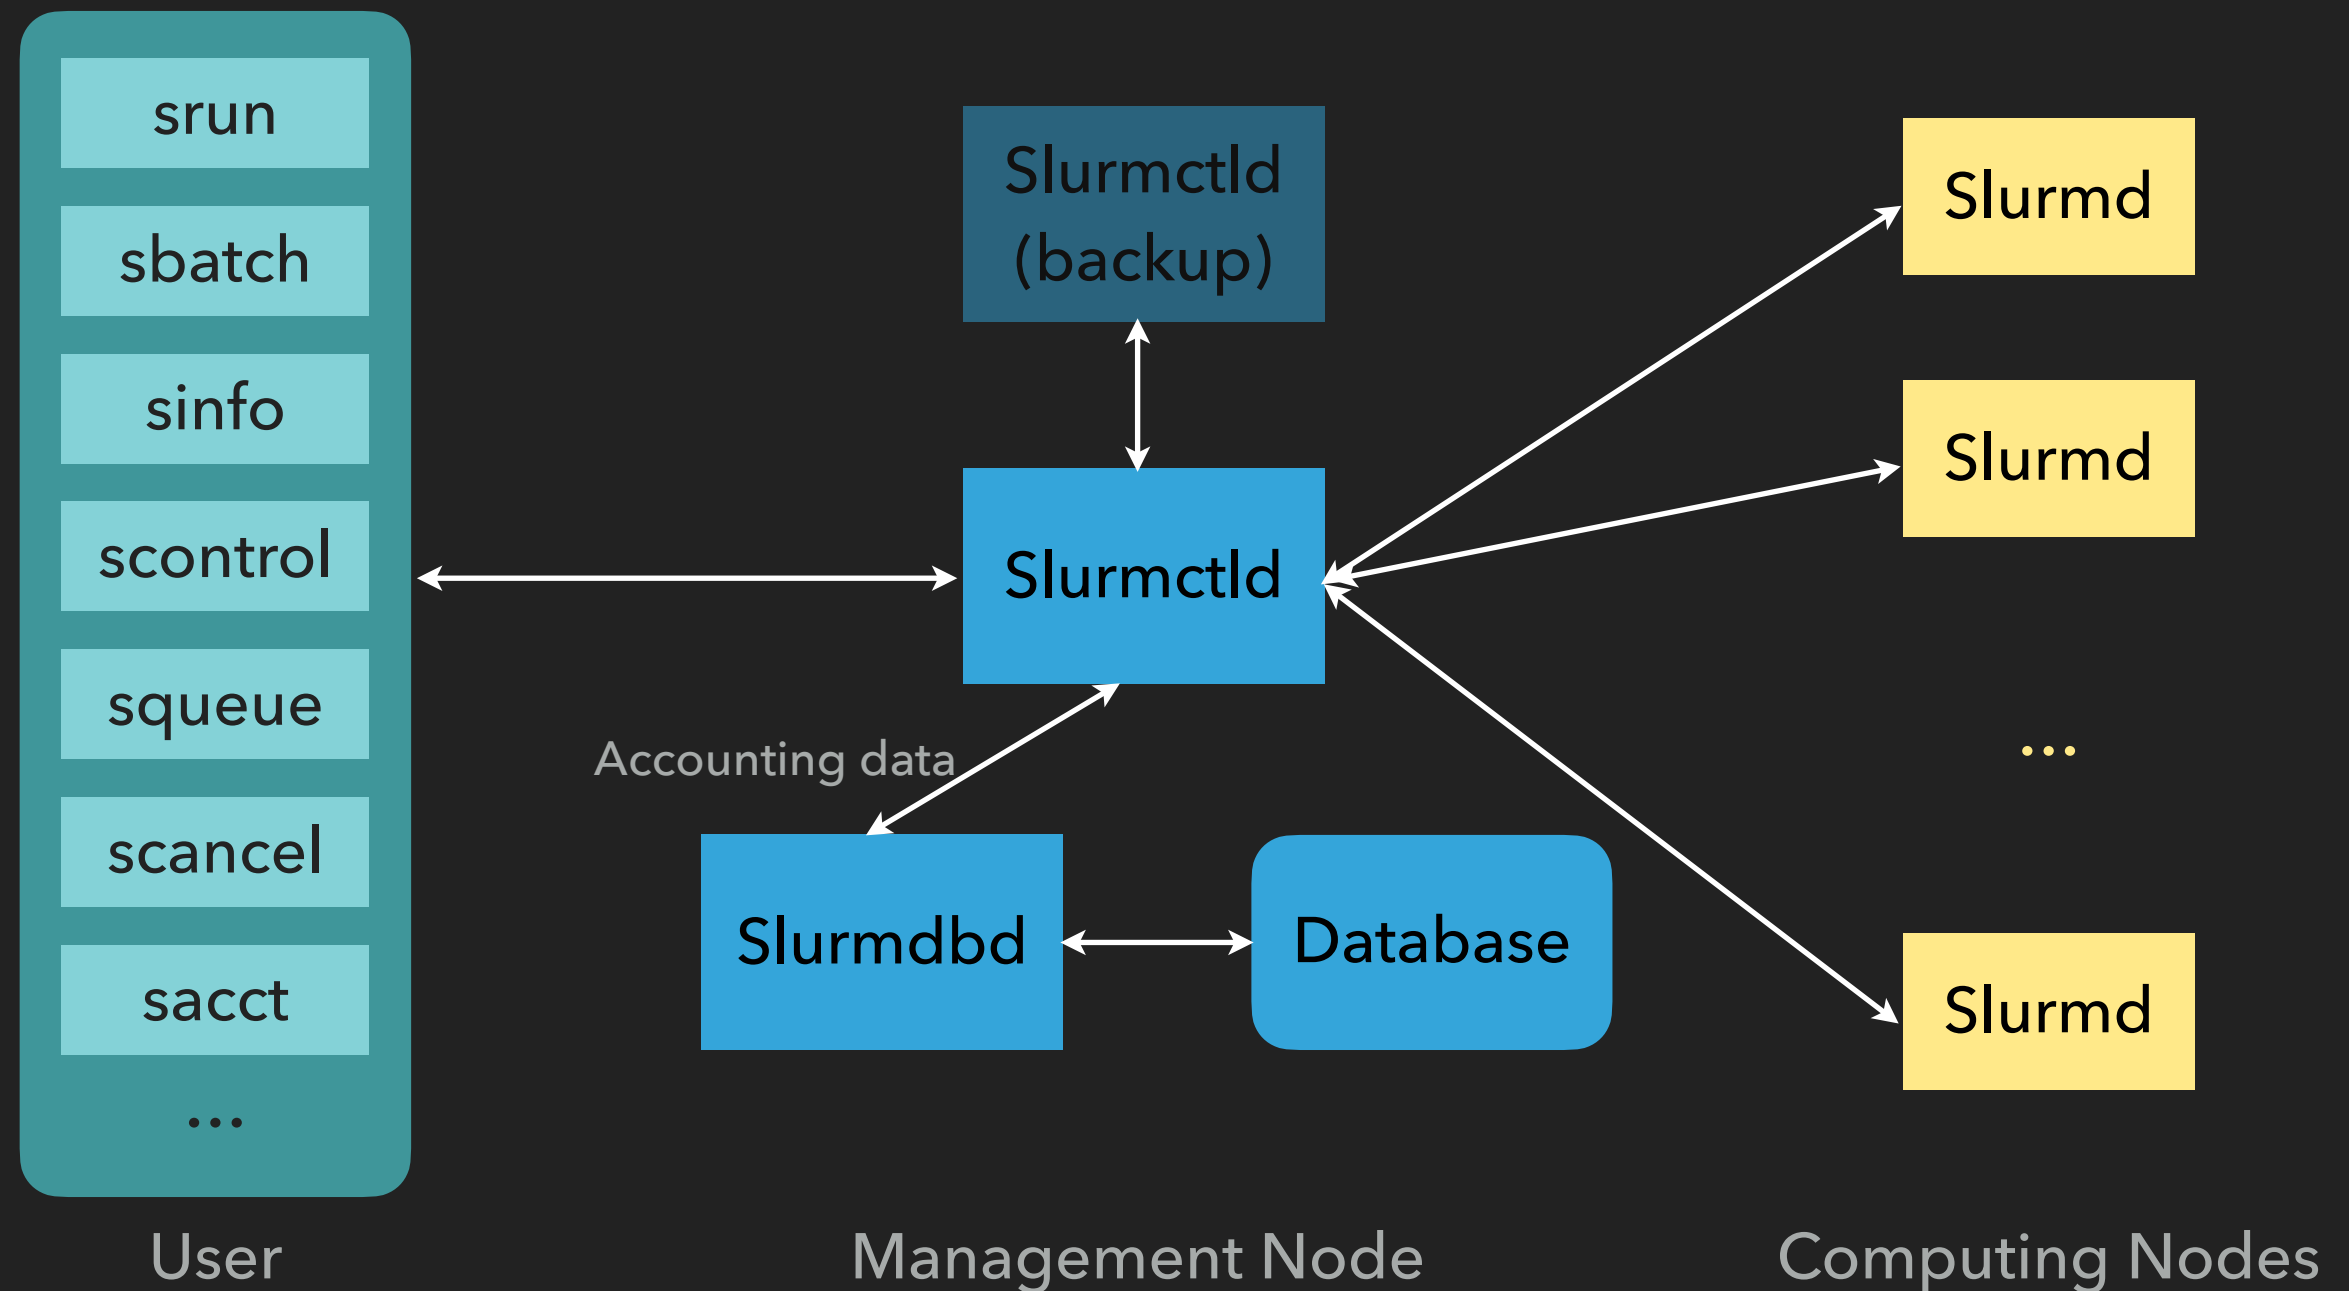 srun
sbatch
sinfo
scontrol
squeue
scancel
sacct
...
User
Slurmctld
(backup)
Slurmctld
Accounting data
Slurmdbd
Database
Management Node
Slurmd
Slurmd
...
Slurmd
Computing Nodes